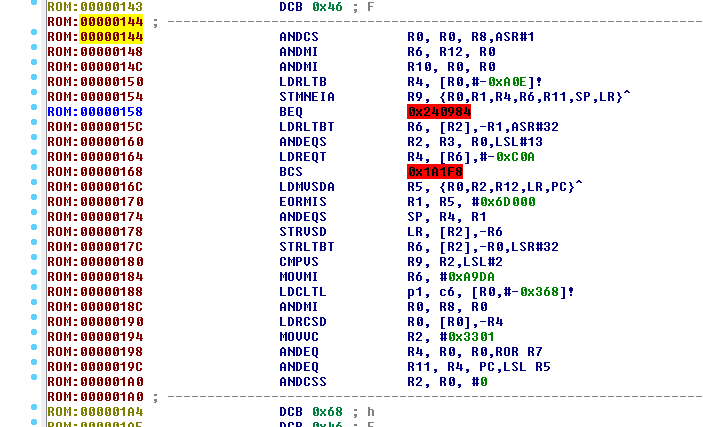 ROM:00000143 DCB 0x46 ; F
ROM:00000144 ; ---------------------------------------------------------------------------
ROM:00000144 ANDCS R0, R0, R8,ASR#1
ROM:00000148 ANDMI R6, R12, R0
ROM:0000014C ANDMI R10, R0, R0
ROM:00000150 LDRLTB R4, [R0,#-0xA0E]!
ROM:00000154 STMNEIA R9, {R0,R1,R4,R6,R11,SP,LR}^
ROM:00000158 BEQ 0x240984
ROM:0000015C LDRLTBT R6, [R2],-R1,ASR#32
ROM:00000160 ANDEQS R2, R3, R0,LSL#13
ROM:00000164 LDREQT R4, [R6],#-0xC0A
ROM:00000168 BCS 0x1A1F8
ROM:0000016C LDMVSDA R5, {R0,R2,R12,LR,PC}^
ROM:00000170 EORMIS R1, R5, #0x6D000
ROM:00000174 ANDEQS SP, R4, R1
ROM:00000178 STRVSD LR, [R2],-R6
ROM:0000017C STRLTBT R6, [R2],-R0,LSR#32
ROM:00000180 CMPVS R9, R2,LSL#2
ROM:00000184 MOVMI R6, #0xA9DA
ROM:00000188 LDCLTL p1, c6, [R0,#-0x368]!
ROM:0000018C ANDMI R0, R8, R0
ROM:00000190 LDRCSD R0, [R0],-R4
ROM:00000194 MOVVC R2, #0x3301
ROM:00000198 ANDEQ R4, R0, R0,ROR R7
ROM:0000019C ANDEQ R11, R4, PC,LSL R5
ROM:000001A0 ANDCSS R2, R0, #0
ROM:000001A0 ; ---------------------------------------------------------------------------
ROM:000001A4 DCB 0x68 ; h